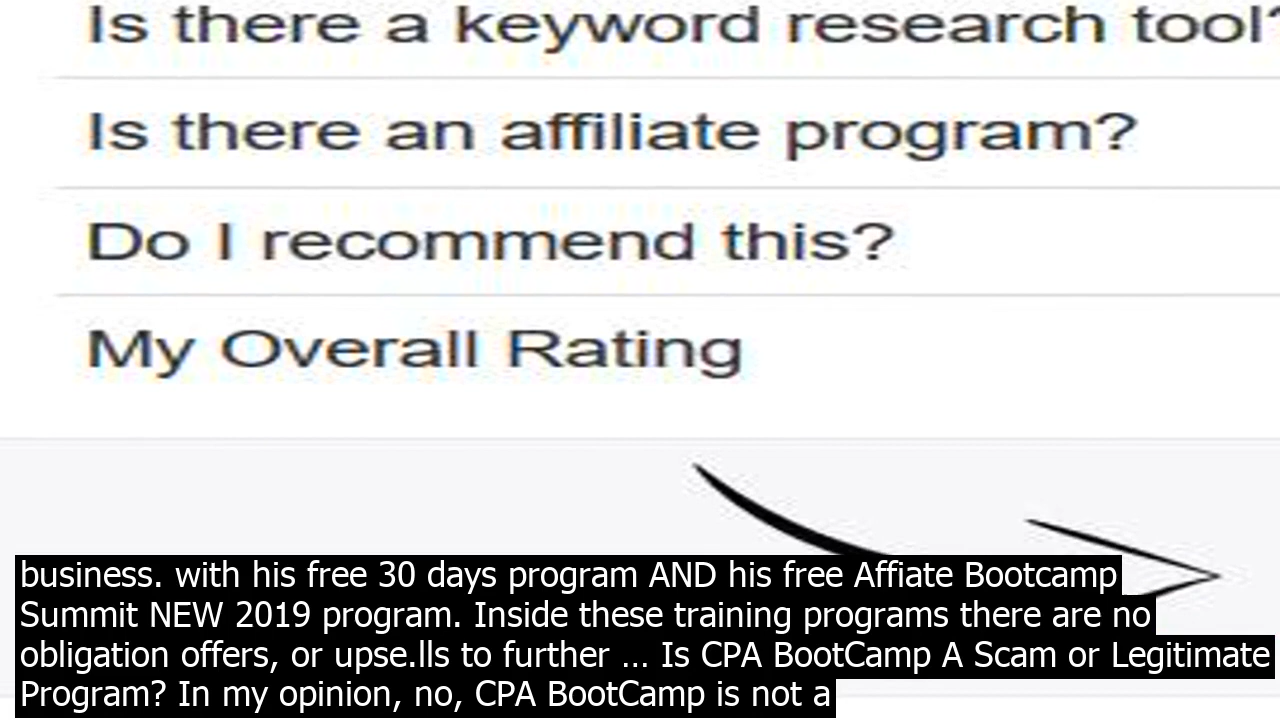 Is there a keyword research tool?
Is there an affiliate program?
Do I recommend this?
My Overall Rating
business. with his free 30 days program AND his free Affiate Bootcamp
Summit NEW 2019 program. Inside these training programs there are no
obligation offers, or upse.lls to further ... Is CPA BootCamp A Scam or Legitimate
Program? In my opinion, no, CPA BootCamp is not a